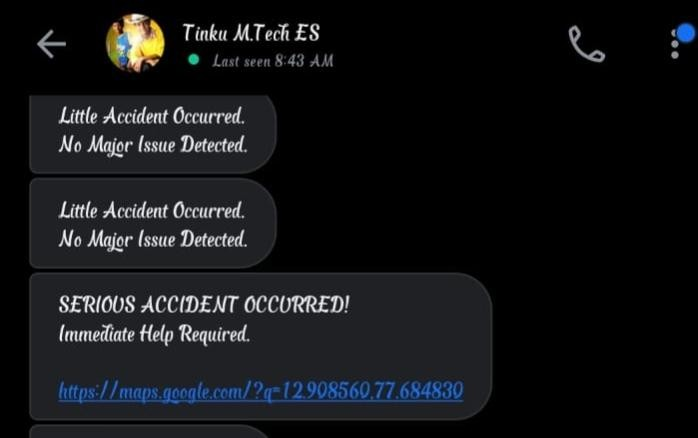 Tinku M.Tech ES
Last seen 8:43 AM
Little Accident Occurred.
No Major Issue Detected.
Little Accident Occurred.
No Major Issue Detected.
SERIOUS ACCIDENT OCCURRED!
Immediate Help Required.
https://maps.google.com/?q=12.908560,77.684830